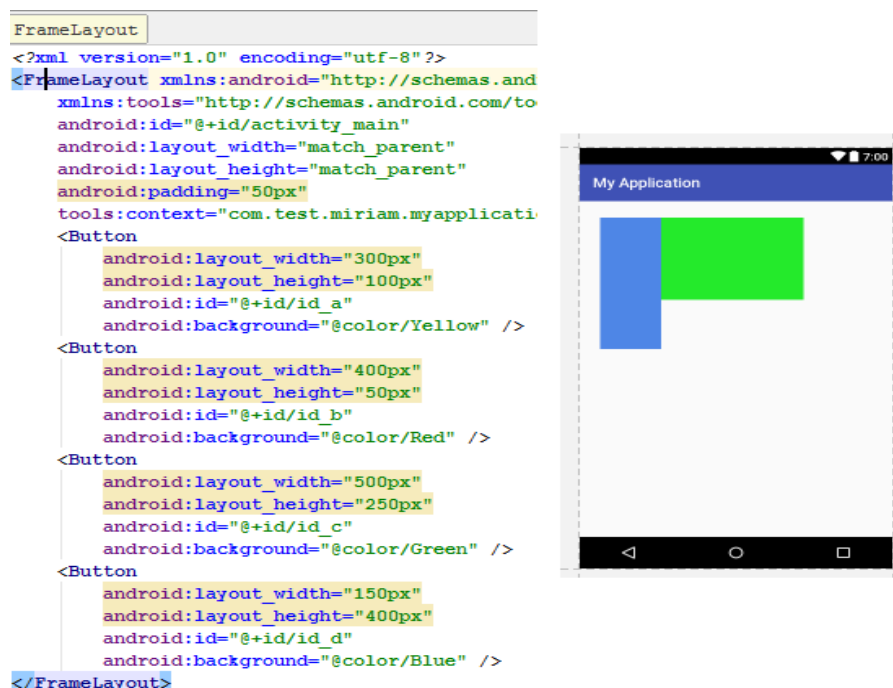 FrameLayout
<?xml version="1.0" encoding="utf-8"?>
<FrameLayout xmlns:android="http://schemas.and
xmlns:tools="http://schemas.android.com/to
android:id="@+id/activity_main"
android:layout_width="match_parent"
android:layout_height="match_parent"
android:padding="50px"
tools:context="com.test.miriam.myapplicati
<Button
android:layout_width="300px"
android:layout_height="100px"
android:id="@+id/id_a"
android:background="@color/Yellow" />
<Button
android:layout_width="400px"
android:layout_height="50px"
android:id="@+id/id_b"
android:background="@color/Red" />
<Button
android:layout_width="500px"
android:layout_height="250px"
android:id="@+id/id_c"
android:background="@color/Green" />
<Button
android:layout_width="150px"
android:layout_height="400px"
android:id="@+id/id_d"
android:background="@color/Blue" />
</FrameLayout>
7:00
My Application